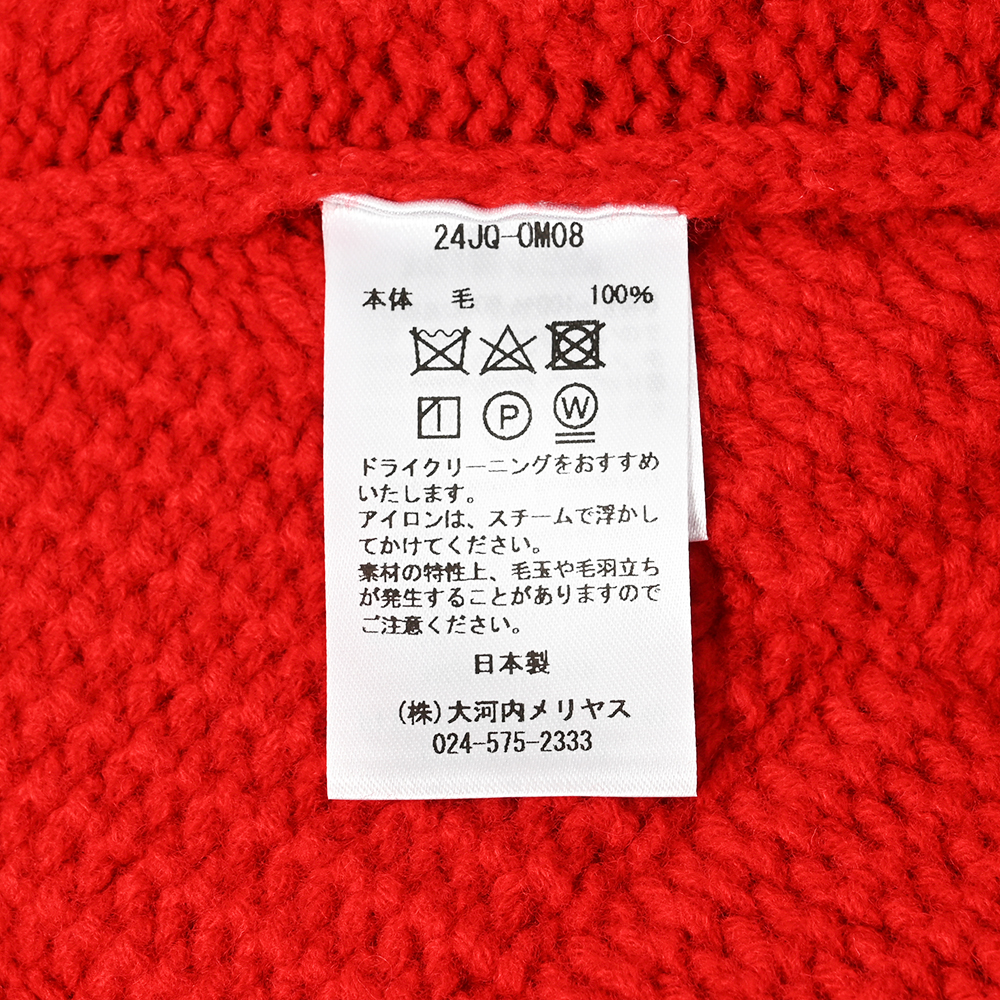 24JQ-OM08
本体 毛 100%
P W
ドライクリーニングをおすすめ
いたします。
アイロンは、スチームで浮かし
てかけてください。
素材の特性上、毛玉や毛羽立ち
が発生することがありますので
ご注意ください。
日本製
(株)大河内メリヤス
024-575-2333